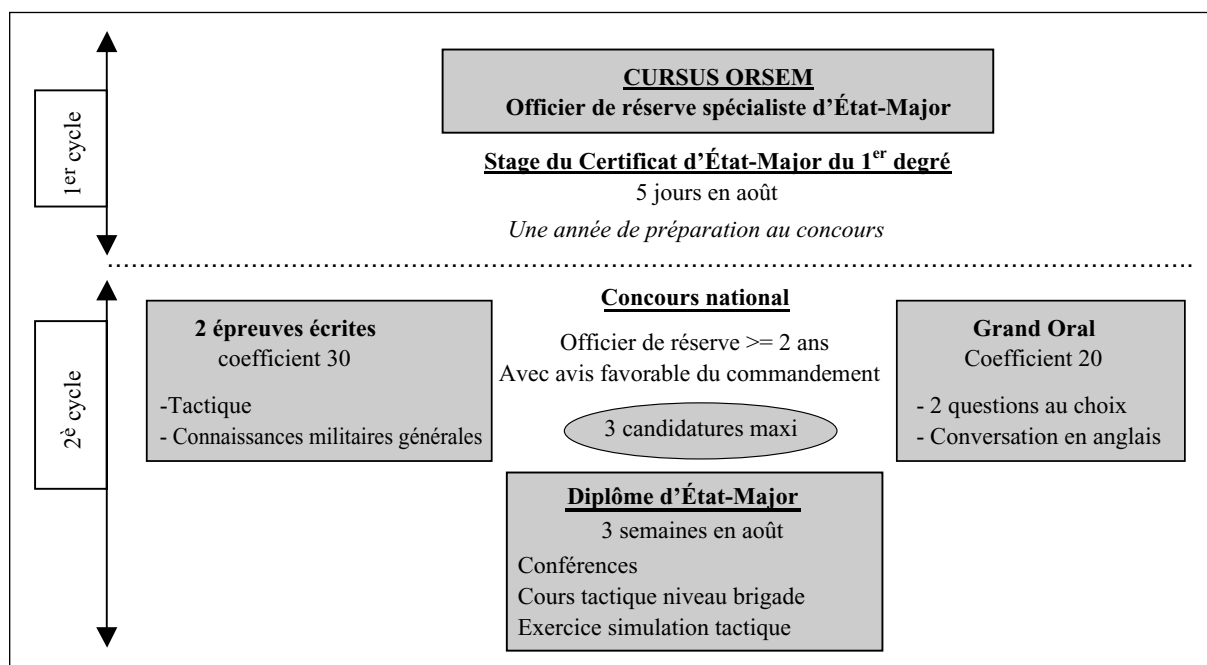 1er cycle
CURSUS ORSEM
Officier de réserve spécialiste d’État-Major
Stage du Certificat d’État-Major du 1er degré
5 jours en août
Une année de préparation au concours
2è cycle
2 épreuves écrites
coefficient 30
-Tactique
- Connaissances militaires générales
Concours national
Officier de réserve >= 2 ans
Avec avis favorable du commandement
3 candidatures maxi
Grand Oral
Coefficient 20
- 2 questions au choix
- Conversation en anglais
Diplôme d’État-Major
3 semaines en août
Conférences
Cours tactique niveau brigade
Exercice simulation tactique